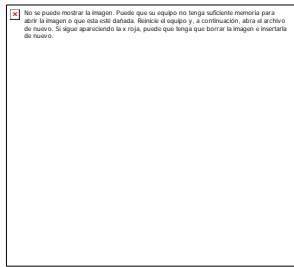 No se puede mostrar la imagen. Puede que su equipo no tenga suficiente memoria para
abrir la imagen o que ésta esté dañada. Reinicie el equipo y, a continuación, abra el archivo
de nuevo. Si sigue apareciendo la x roja, puede que tenga que borrar la imagen e insertarla
de nuevo.